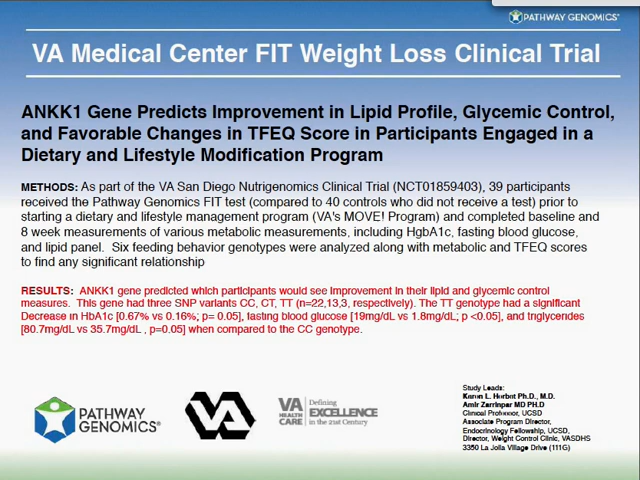 PATHWAY GENOMICS®
VA Medical Center FIT Weight Loss Clinical Trial
ANKK1 Gene Predicts Improvement in Lipid Profile, Glycemic Control,
and Favorable Changes in TFEQ Score in Participants Engaged in a
Dietary and Lifestyle Modification Program
METHODS: As part of the VA San Diego Nutrigenomics Clinical Trial (NCT01859403), 39 participants
received the Pathway Genomics FIT test (compared to 40 controls who did not receive a test) prior to
starting a dietary and lifestyle management program (VA's MOVE! Program) and completed baseline and
8 week measurements of various metabolic measurements, including HgbA1c, fasting blood glucose,
and lipid panel. Six feeding behavior genotypes were analyzed along with metabolic and TFEQ scores
to find any significant relationship
RESULTS: ANKK1 gene predicted which participants would see improvement in their lipid and glycemic control
measures. This gene had three SNP variants CC, CT, TT (n=22,13,3, respectively). The TT genotype had a significant
Decrease in HbA1c [0.67% vs 0.16%; p= 0.05], fasting blood glucose [19mg/dL vs 1.8mg/dL; p <0.05], and triglycerides
[80.7mg/dL vs 35.7mg/dL , p=0.05] when compared to the CC genotype.
PATHWAY
GENOMICS®
VA
VA
HEALTH
CARE
Defining
EXCELLENCE
in the 21st Century
Study Leads:
Karen L. Herbst Ph.D., M.D.
Amir Zarrinpar MD PH.D
Clinical Professor, UCSD
Associate Program Director,
Endocrinology Fellowship, UCSD,
Director, Weight Control Clinic, VASDHS
3350 La Jolla Village Drive (111G)